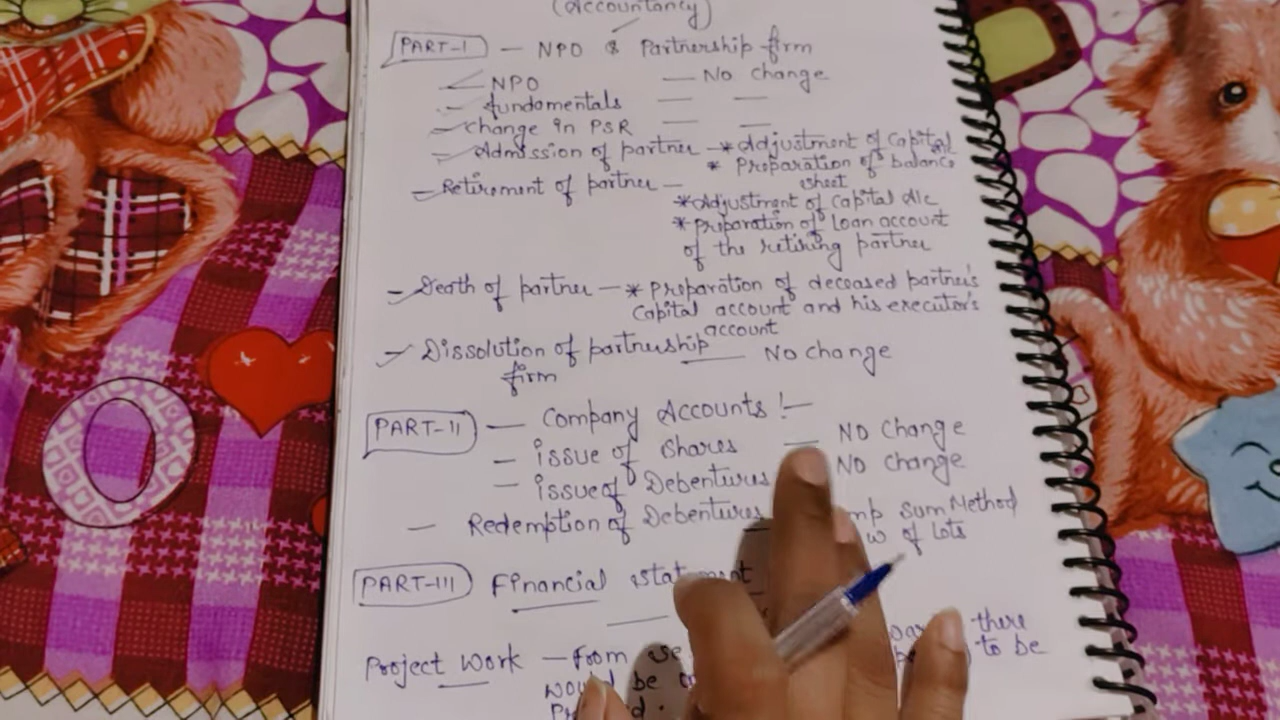 (Accountancy)
PART-I - NPO & Partnership firm
- NPO - No change
- fundamentals - -
- change in PSR - -
- Admission of partner - * Adjustment of capital
* Preparation of balance
sheet
- Retirement of partner -
* Adjustment of capital a/c
* preparation of loan account
of the retiring partner
- Death of partner - * preparation of deceased partner's
capital account and his executor's
account
- Dissolution of partnership - No change
firm
PART-II - Company Accounts :-
- issue of shares - NO change
- issue of Debentures NO change
- Redemption of Debentures sum Method
of lots
PART-III Financial statement
Project Work - From there
would be to be